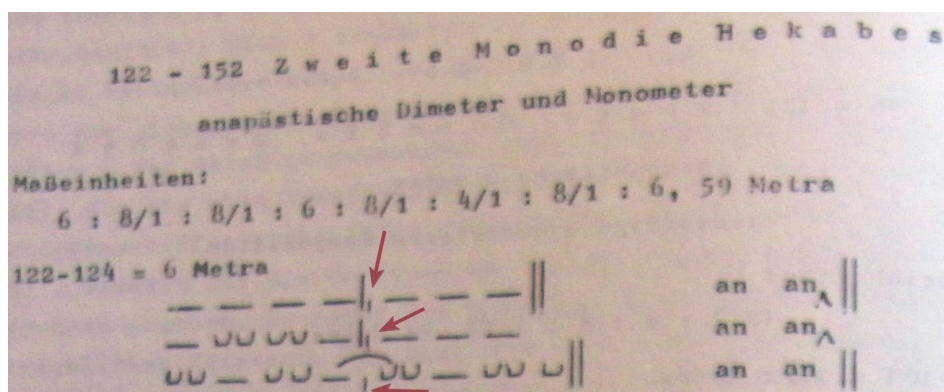 122 - 152 Zweite Monodie Hekabes
anapästische Dimeter und Monometer
Maßeinheiten:
6 : 8/1 : 8/1 : 6 : 8/1 : 4/1 : 8/1 : 6, 59 Metra
122-124 = 6 Metra
— — — — | — — — || an an‸ ||
— ∪∪ ∪∪ — | — — — an an‸
∪∪ — ∪∪ — | ∪∪ — ∪∪ ∪ || an an ||